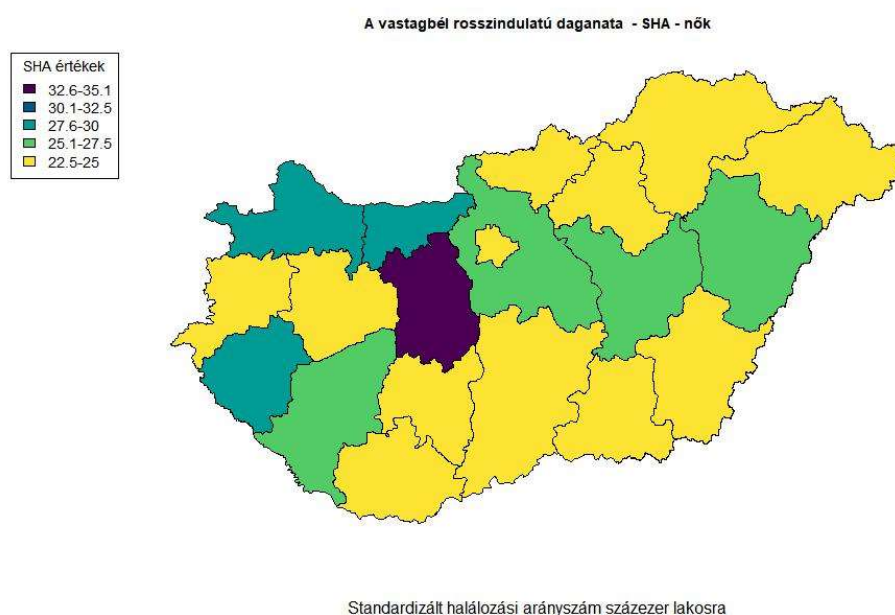 A vastagbél rosszindulatú daganata - SHA - nők
SHA értékek
32.6-35.1
30.1-32.5
27.6-30
25.1-27.5
22.5-25
Standardizált halálozási arányszám százezer lakosra